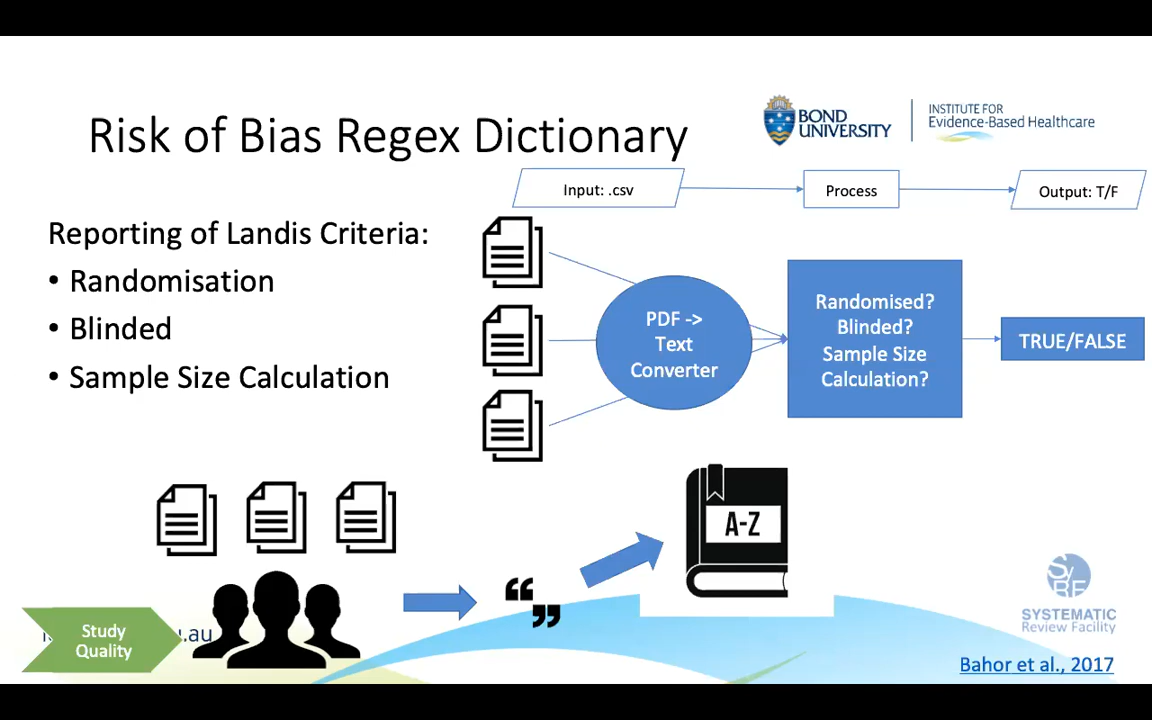 Risk of Bias Regex Dictionary
BOND
UNIVERSITY
INSTITUTE FOR
Evidence-Based Healthcare
Input: .csv
Process
Output: T/F
Reporting of Landis Criteria:
• Randomisation
• Blinded
• Sample Size Calculation
PDF ->
Text
Converter
Randomised?
Blinded?
Sample Size
Calculation?
TRUE/FALSE
A-Z
“
”
Study
Quality
.au
SyRF
SYSTEMATIC
Review Facility
Bahor et al., 2017